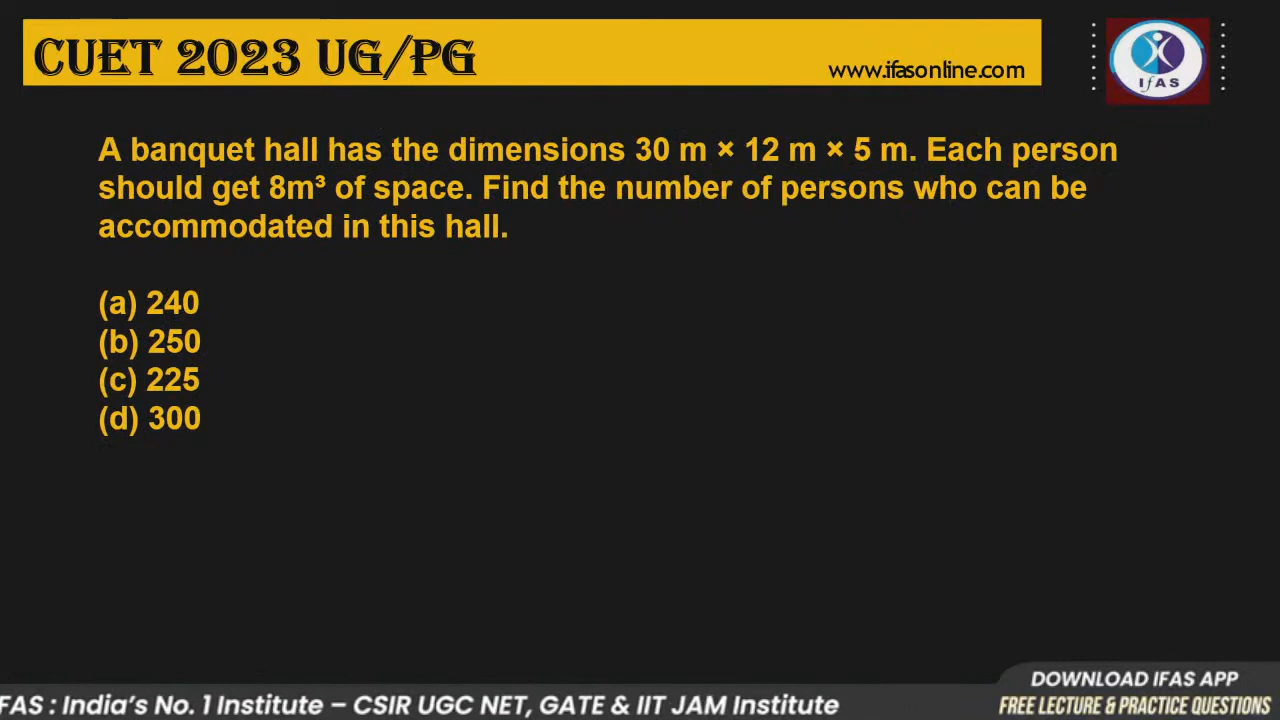 CUET 2023 UG/PG
www.ifasonline.com
IfAS
A banquet hall has the dimensions 30 m × 12 m × 5 m. Each person
should get 8m³ of space. Find the number of persons who can be
accommodated in this hall.
(a) 240
(b) 250
(c) 225
(d) 300
DOWNLOAD IFAS APP
FAS : India's No. 1 Institute – CSIR UGC NET, GATE & IIT JAM Institute
FREE LECTURE & PRACTICE QUESTIONS